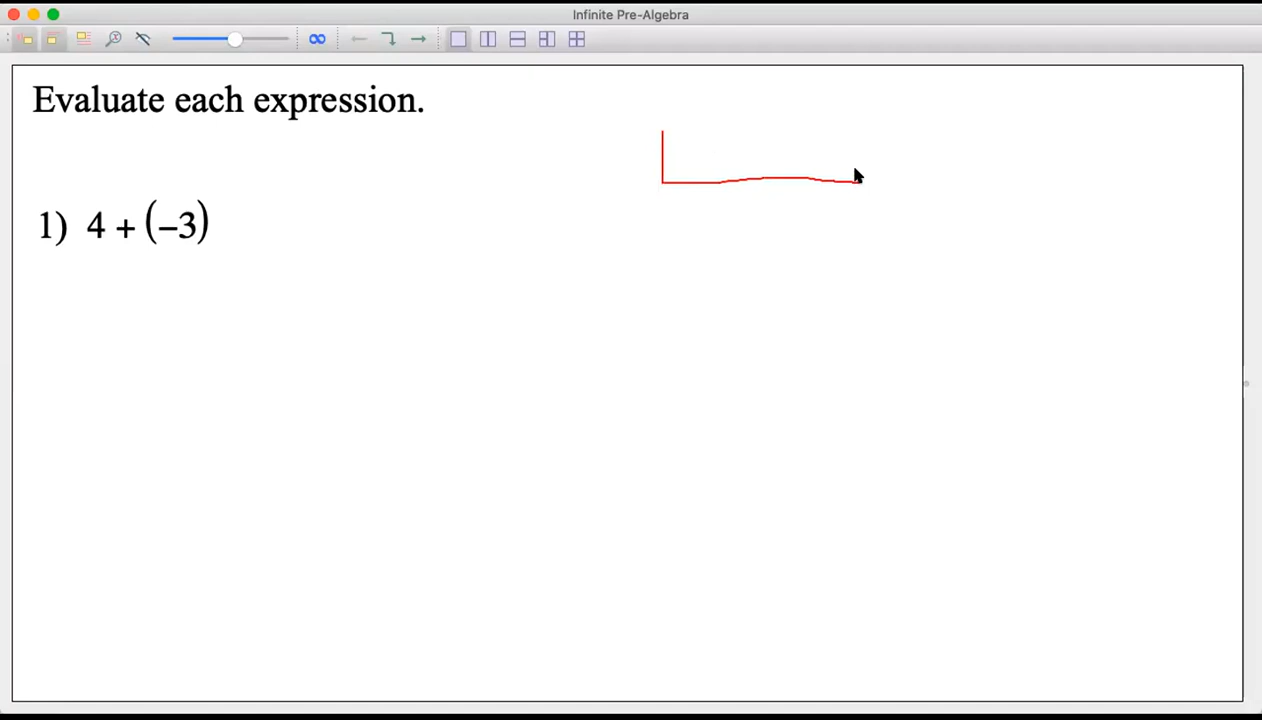 Infinite Pre-Algebra
Evaluate each expression.
1) 4 + (−3)